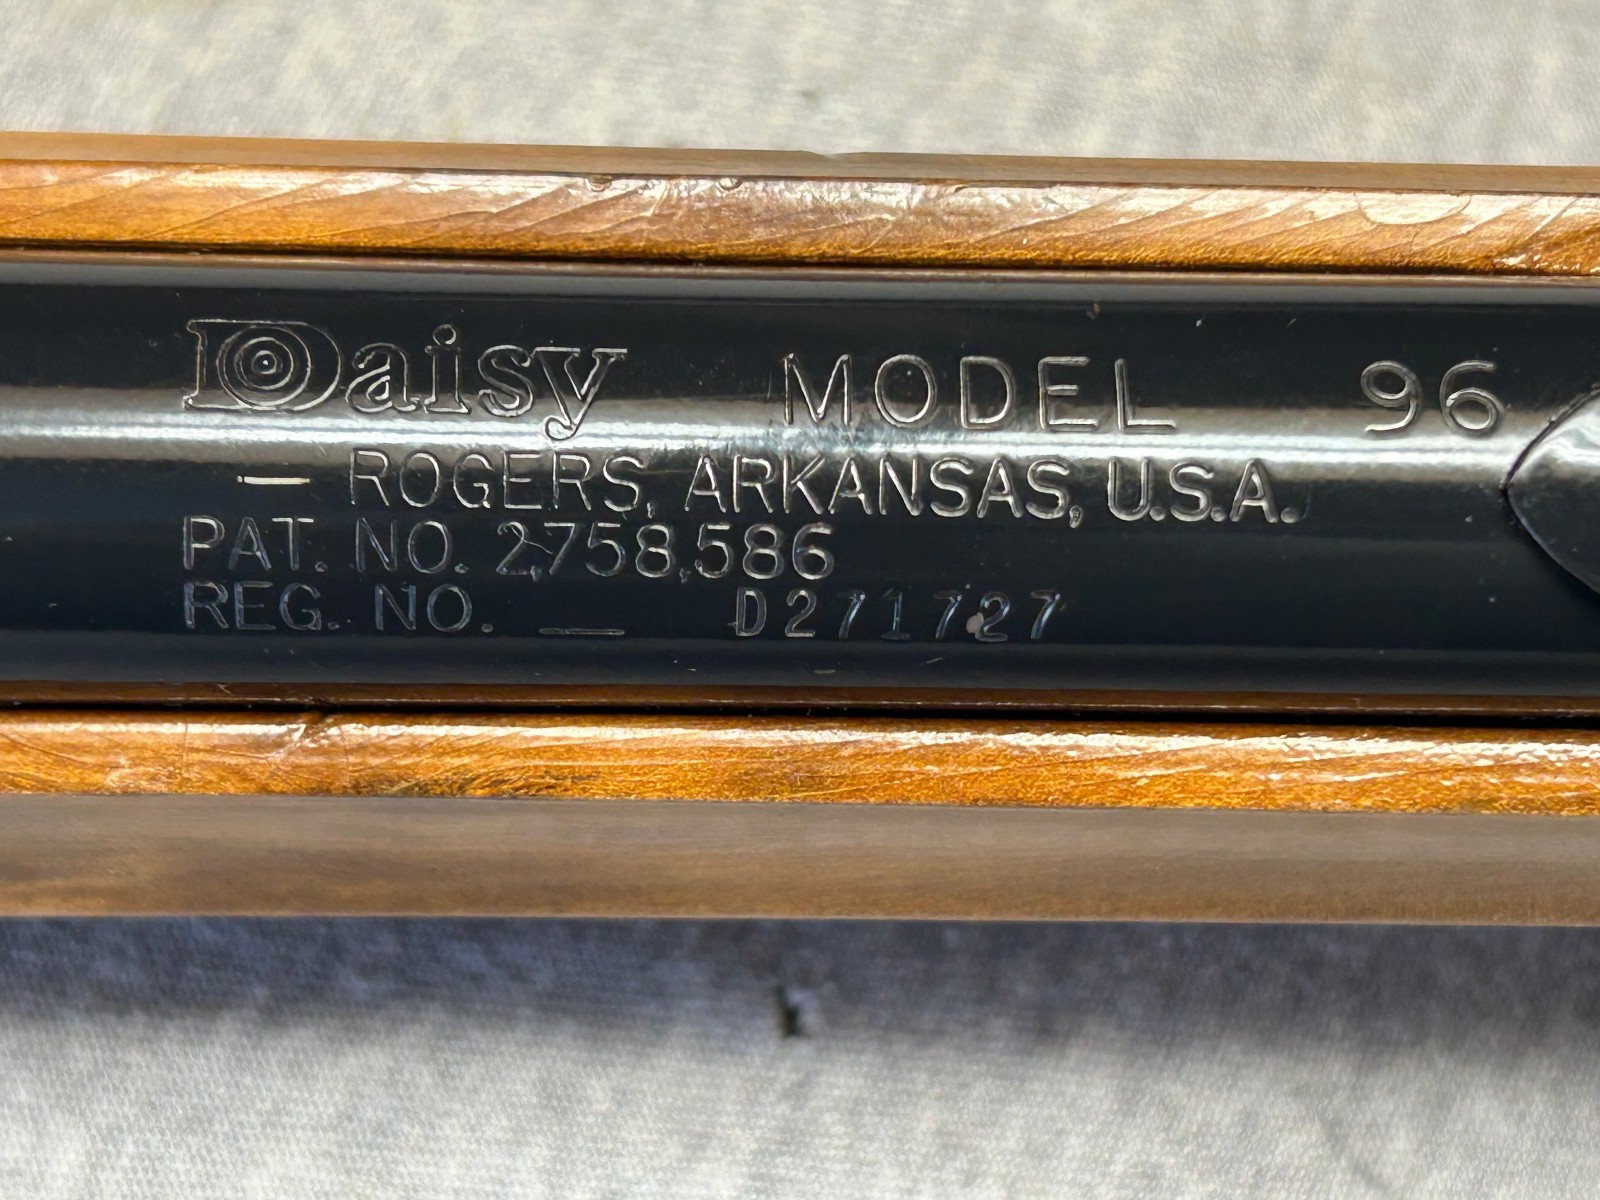 Daisy MODEL 96
— ROGERS, ARKANSAS, U.S.A.
PAT. NO. 2,758,586
REG. NO. — D271727